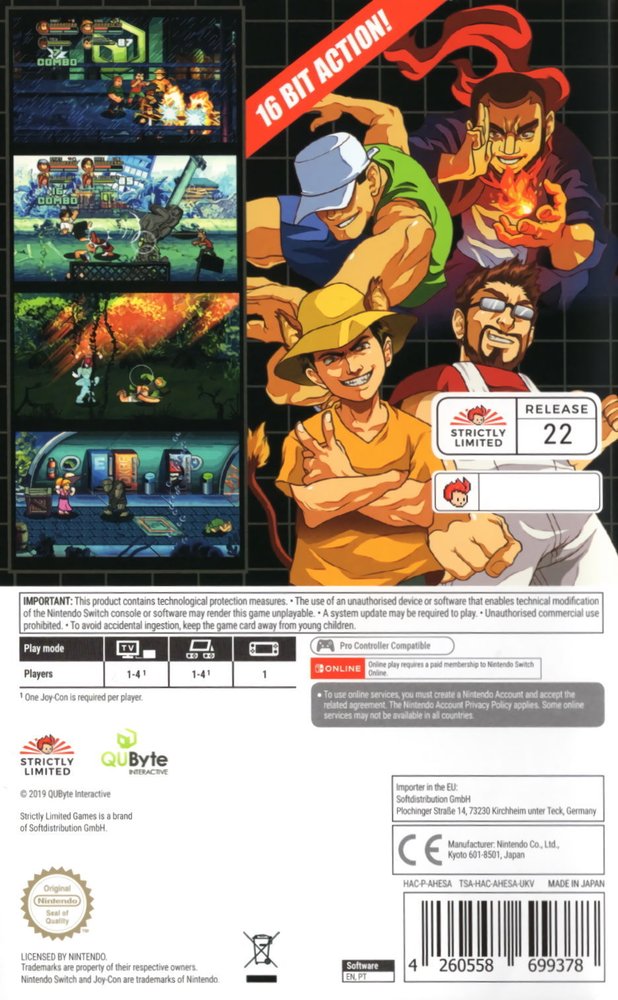 87
COMBO
16
COMBO
16 BIT ACTION!
STRICTLY
LIMITED
RELEASE
22
IMPORTANT: This product contains technological protection measures. • The use of an unauthorised device or software that enables technical modification
of the Nintendo Switch console or software may render this game unplayable. • A system update may be required to play. • Unauthorised commercial use
prohibited. • To avoid accidental ingestion, keep the game card away from young children.
Play mode
TV
Players
1-4 ¹
1-4 ¹
1
¹ One Joy-Con is required per player.
Pro Controller Compatible
ONLINE
Online play requires a paid membership to Nintendo Switch
Online.
• To use online services, you must create a Nintendo Account and accept the
related agreement. The Nintendo Account Privacy Policy applies. Some online
services may not be available in all countries.
STRICTLY
LIMITED
QUByte
INTERACTIVE
© 2019 QUByte Interactive
Strictly Limited Games is a brand
of Softdistribution GmbH.
Importer in the EU:
Softdistribution GmbH
Plochinger Straße 14, 73230 Kirchheim unter Teck, Germany
CE
Manufacturer: Nintendo Co., Ltd.,
Kyoto 601-8501, Japan
HAC-P-AHESA TSA-HAC-AHESA-UKV MADE IN JAPAN
Original
Nintendo
Seal of
Quality
TM
LICENSED BY NINTENDO.
Trademarks are property of their respective owners.
Nintendo Switch and Joy-Con are trademarks of Nintendo.
Software
EN, PT
4 260558 699378